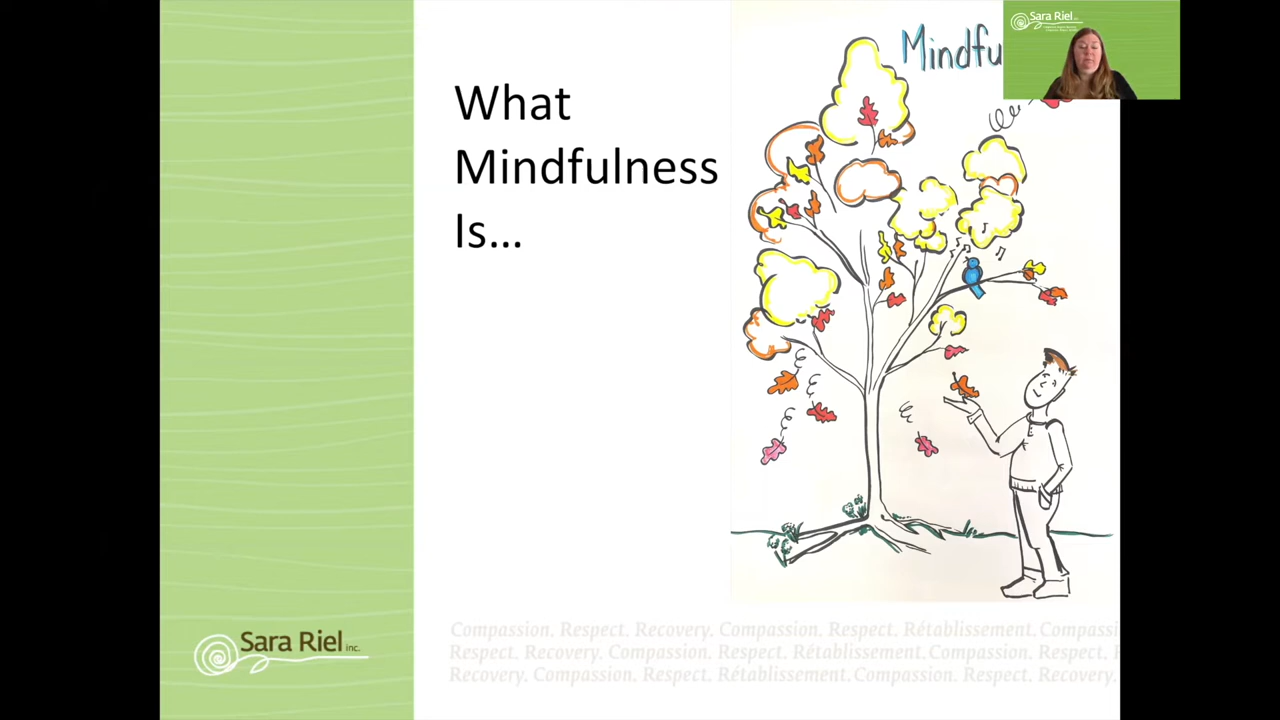 What
Mindfulness
Is...
Mindfu
Sara Riel
Sara Riel inc.
Compassion. Respect. Recovery. Compassion. Respect. Rétablissement. Compassi
Respect. Recovery. Compassion. Respect. Rétablissement. Compassion. Respect.
Recovery. Compassion. Respect. Rétablissement. Compassion. Respect. Recovery.